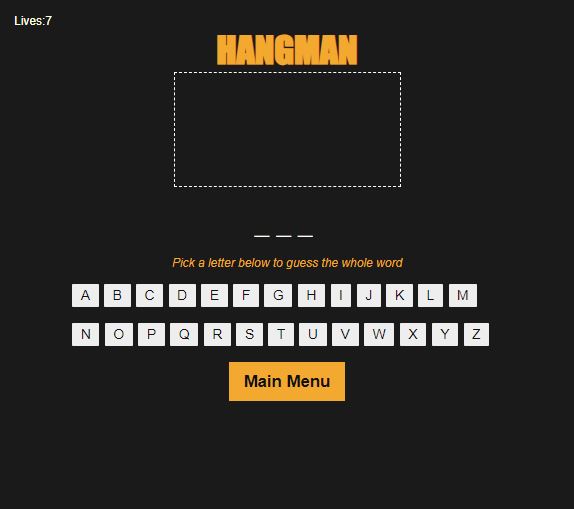 Lives:7
HANGMAN
_ _ _
Pick a letter below to guess the whole word
A B C D E F G H I J K L M
N O P Q R S T U V W X Y Z
Main Menu